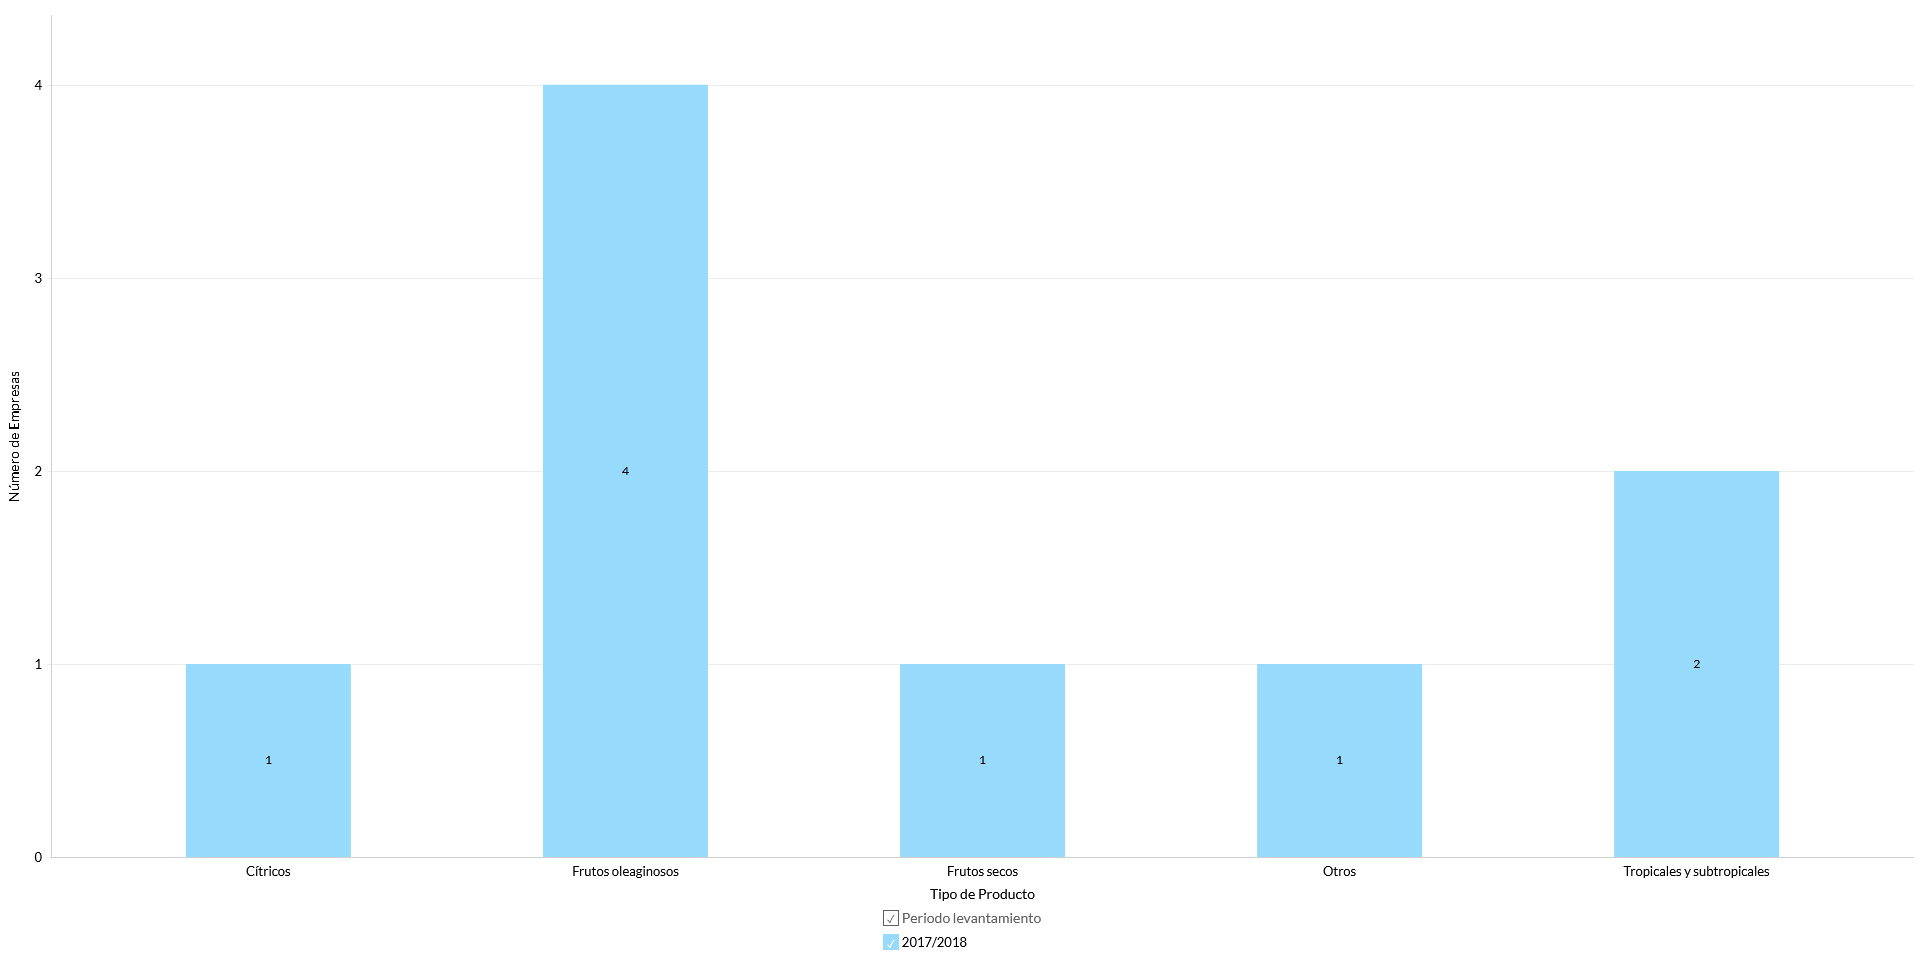 Número de Empresas
4
3
2
1
0
1
4
1
1
2
Cítricos
Frutos oleaginosos
Frutos secos
Otros
Tropicales y subtropicales
Tipo de Producto
Periodo levantamiento
2017/2018